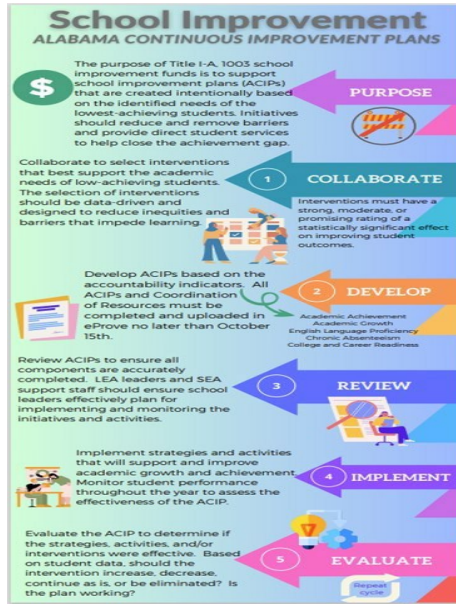 School Improvement
ALABAMA CONTINUOUS IMPROVEMENT PLANS
$
The purpose of Title I-A, 1003 school
improvement funds is to support
school improvement plans (ACIPs)
that are created intentionally based
on the identified needs of the
lowest-achieving students. Initiatives
should reduce and remove barriers
and provide direct student services
to help close the achievement gap.
PURPOSE
Collaborate to select interventions
that best support the academic
needs of low-achieving students.
The selection of interventions
should be data-driven and
designed to reduce inequities and
barriers that impede learning.
1
COLLABORATE
Interventions must have a
strong, moderate, or
promising rating of a
statistically significant effect
on improving student
outcomes.
Develop ACIPs based on the
accountability indicators. All
ACIPs and Coordination
of Resources must be
completed and uploaded in
eProve no later than October
15th.
2
DEVELOP
Academic Achievement
Academic Growth
English Language Proficiency
Chronic Absenteeism
College and Career Readiness
Review ACIPs to ensure all
components are accurately
completed. LEA leaders and SEA
support staff should ensure school
leaders effectively plan for
implementing and monitoring the
initiatives and activities.
3
REVIEW
Implement strategies and activities
that will support and improve
academic growth and achievement.
Monitor student performance
throughout the year to assess the
effectiveness of the ACIP.
4
IMPLEMENT
Evaluate the ACIP to determine if
the strategies, activities, and/or
interventions were effective. Based
on student data, should the
intervention increase, decrease,
continue as is, or be eliminated? Is
the plan working?
5
EVALUATE
Repeat
cycle